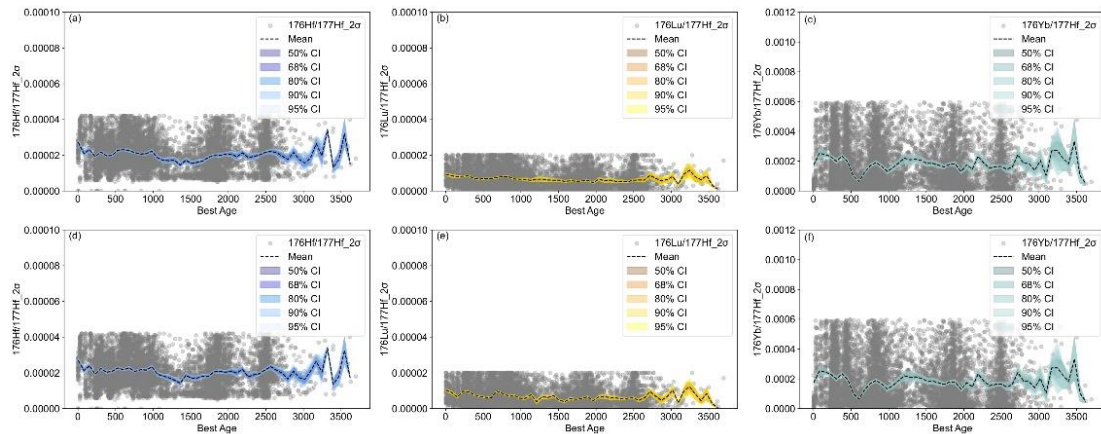 (a)
176Hf/177Hf_2σ
Mean
50% CI
68% CI
80% CI
90% CI
95% CI
0.00010
0.00008
0.00006
0.00004
0.00002
0.00000
176Hf/177Hf_2σ
0 500 1000 1500 2000 2500 3000 3500
Best Age
(b)
176Lu/177Hf_2σ
Mean
50% CI
68% CI
80% CI
90% CI
95% CI
0.00010
0.00008
0.00006
0.00004
0.00002
0.00000
176Lu/177Hf_2σ
0 500 1000 1500 2000 2500 3000 3500
Best Age
(c)
176Yb/177Hf_2σ
Mean
50% CI
68% CI
80% CI
90% CI
95% CI
0.0012
0.0010
0.0008
0.0006
0.0004
0.0002
0.0000
176Yb/177Hf_2σ
0 500 1000 1500 2000 2500 3000 3500
Best Age
(d)
176Hf/177Hf_2σ
Mean
50% CI
68% CI
80% CI
90% CI
95% CI
0.00010
0.00008
0.00006
0.00004
0.00002
0.00000
176Hf/177Hf_2σ
0 500 1000 1500 2000 2500 3000 3500
Best Age
(e)
176Lu/177Hf_2σ
Mean
50% CI
68% CI
80% CI
90% CI
95% CI
0.00010
0.00008
0.00006
0.00004
0.00002
0.00000
176Lu/177Hf_2σ
0 500 1000 1500 2000 2500 3000 3500
Best Age
(f)
176Yb/177Hf_2σ
Mean
50% CI
68% CI
80% CI
90% CI
95% CI
0.0012
0.0010
0.0008
0.0006
0.0004
0.0002
0.0000
176Yb/177Hf_2σ
0 500 1000 1500 2000 2500 3000 3500
Best Age